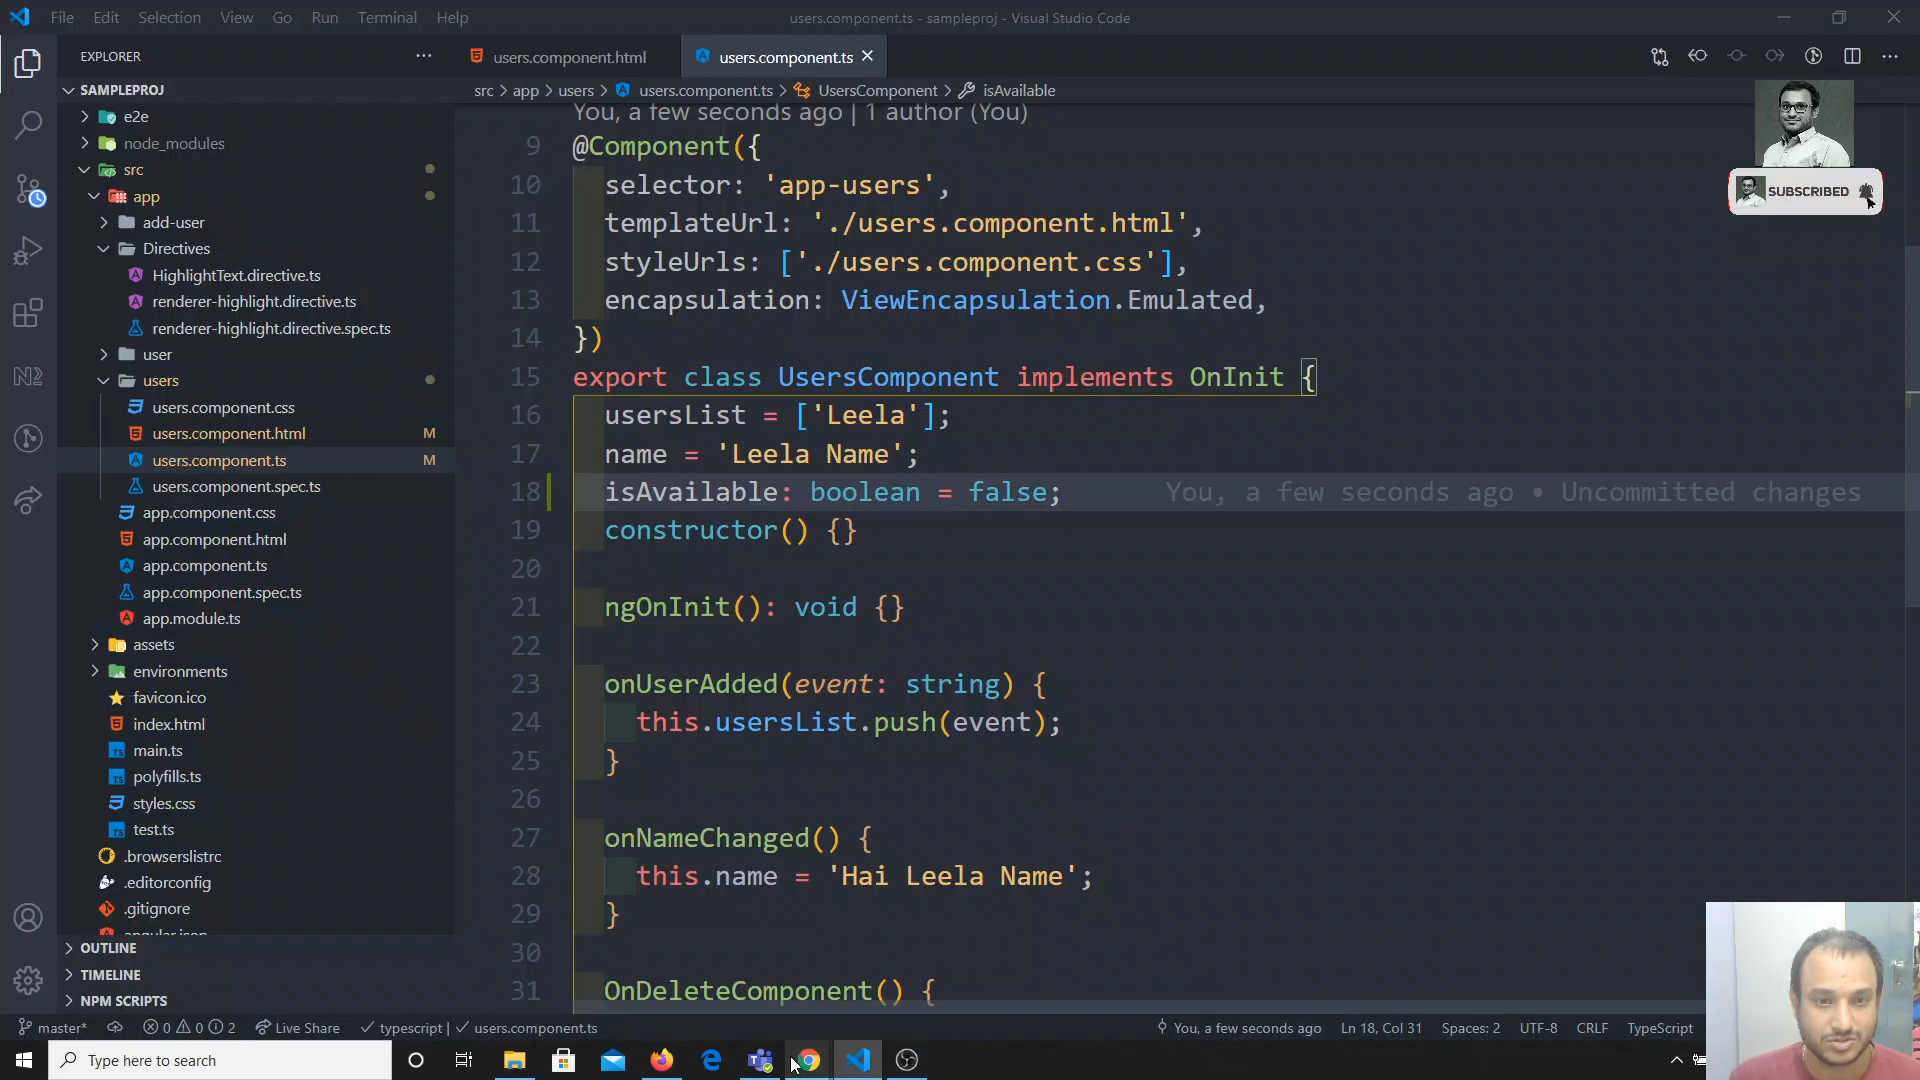 File Edit Selection View Go Run Terminal Help
users.component.ts - sampleproj - Visual Studio Code
EXPLORER
users.component.html
users.component.ts
SAMPLEPROJ
src > app > users > users.component.ts > UsersComponent > isAvailable
e2e
node_modules
src
app
add-user
Directives
HighlightText.directive.ts
renderer-highlight.directive.ts
renderer-highlight.directive.spec.ts
user
users
users.component.css
users.component.html M
users.component.ts M
users.component.spec.ts
app.component.css
app.component.html
app.component.ts
app.component.spec.ts
app.module.ts
assets
environments
favicon.ico
index.html
main.ts
polyfills.ts
styles.css
test.ts
.browserslistrc
.editorconfig
.gitignore
angular.json
OUTLINE
TIMELINE
NPM SCRIPTS
You, a few seconds ago | 1 author (You)
9 @Component({
10 selector: 'app-users',
11 templateUrl: './users.component.html',
12 styleUrls: ['./users.component.css'],
13 encapsulation: ViewEncapsulation.Emulated,
14 })
15 export class UsersComponent implements OnInit {
16 usersList = ['Leela'];
17 name = 'Leela Name';
18 isAvailable: boolean = false; You, a few seconds ago • Uncommitted changes
19 constructor() {}
20
21 ngOnInit(): void {}
22
23 onUserAdded(event: string) {
24 this.usersList.push(event);
25 }
26
27 onNameChanged() {
28 this.name = 'Hai Leela Name';
29 }
30
31 OnDeleteComponent() {
SUBSCRIBED
master* 0 0 2 Live Share typescript | users.component.ts
You, a few seconds ago Ln 18, Col 31 Spaces: 2 UTF-8 CRLF TypeScript
Type here to search